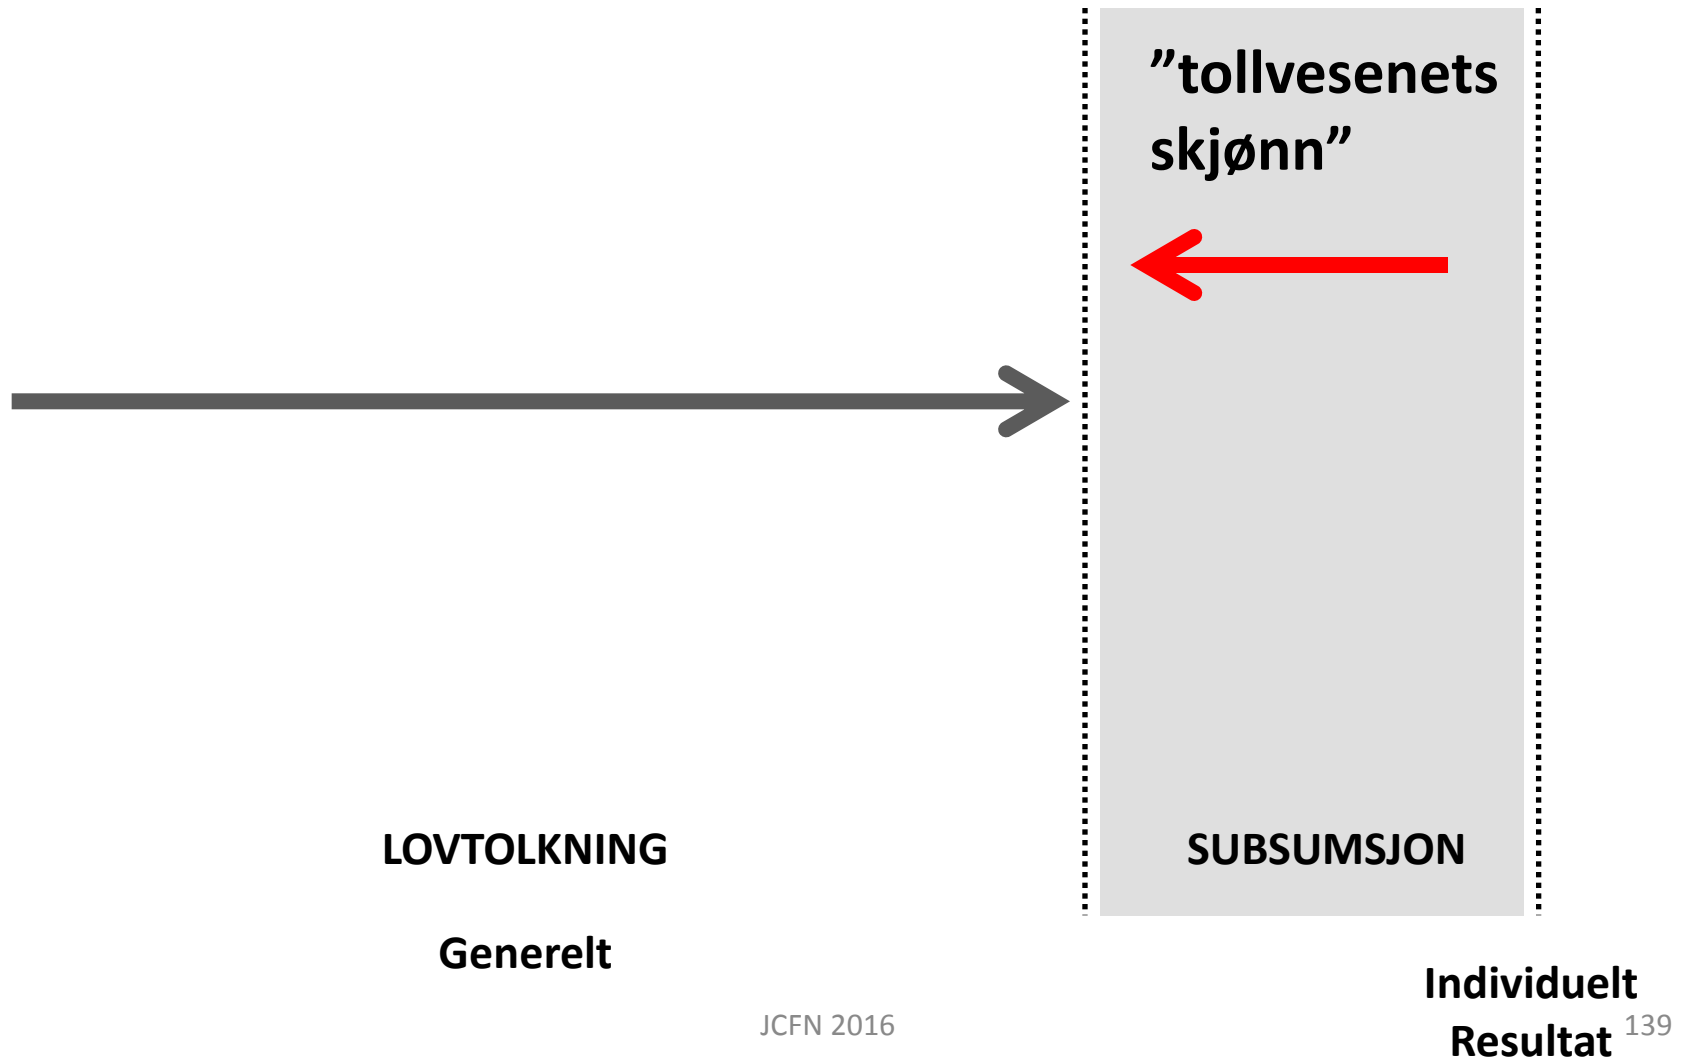 ”tollvesenets
skjønn”
LOVTOLKNING
SUBSUMSJON
Generelt
Individuelt
Resultat
JCFN 2016
139